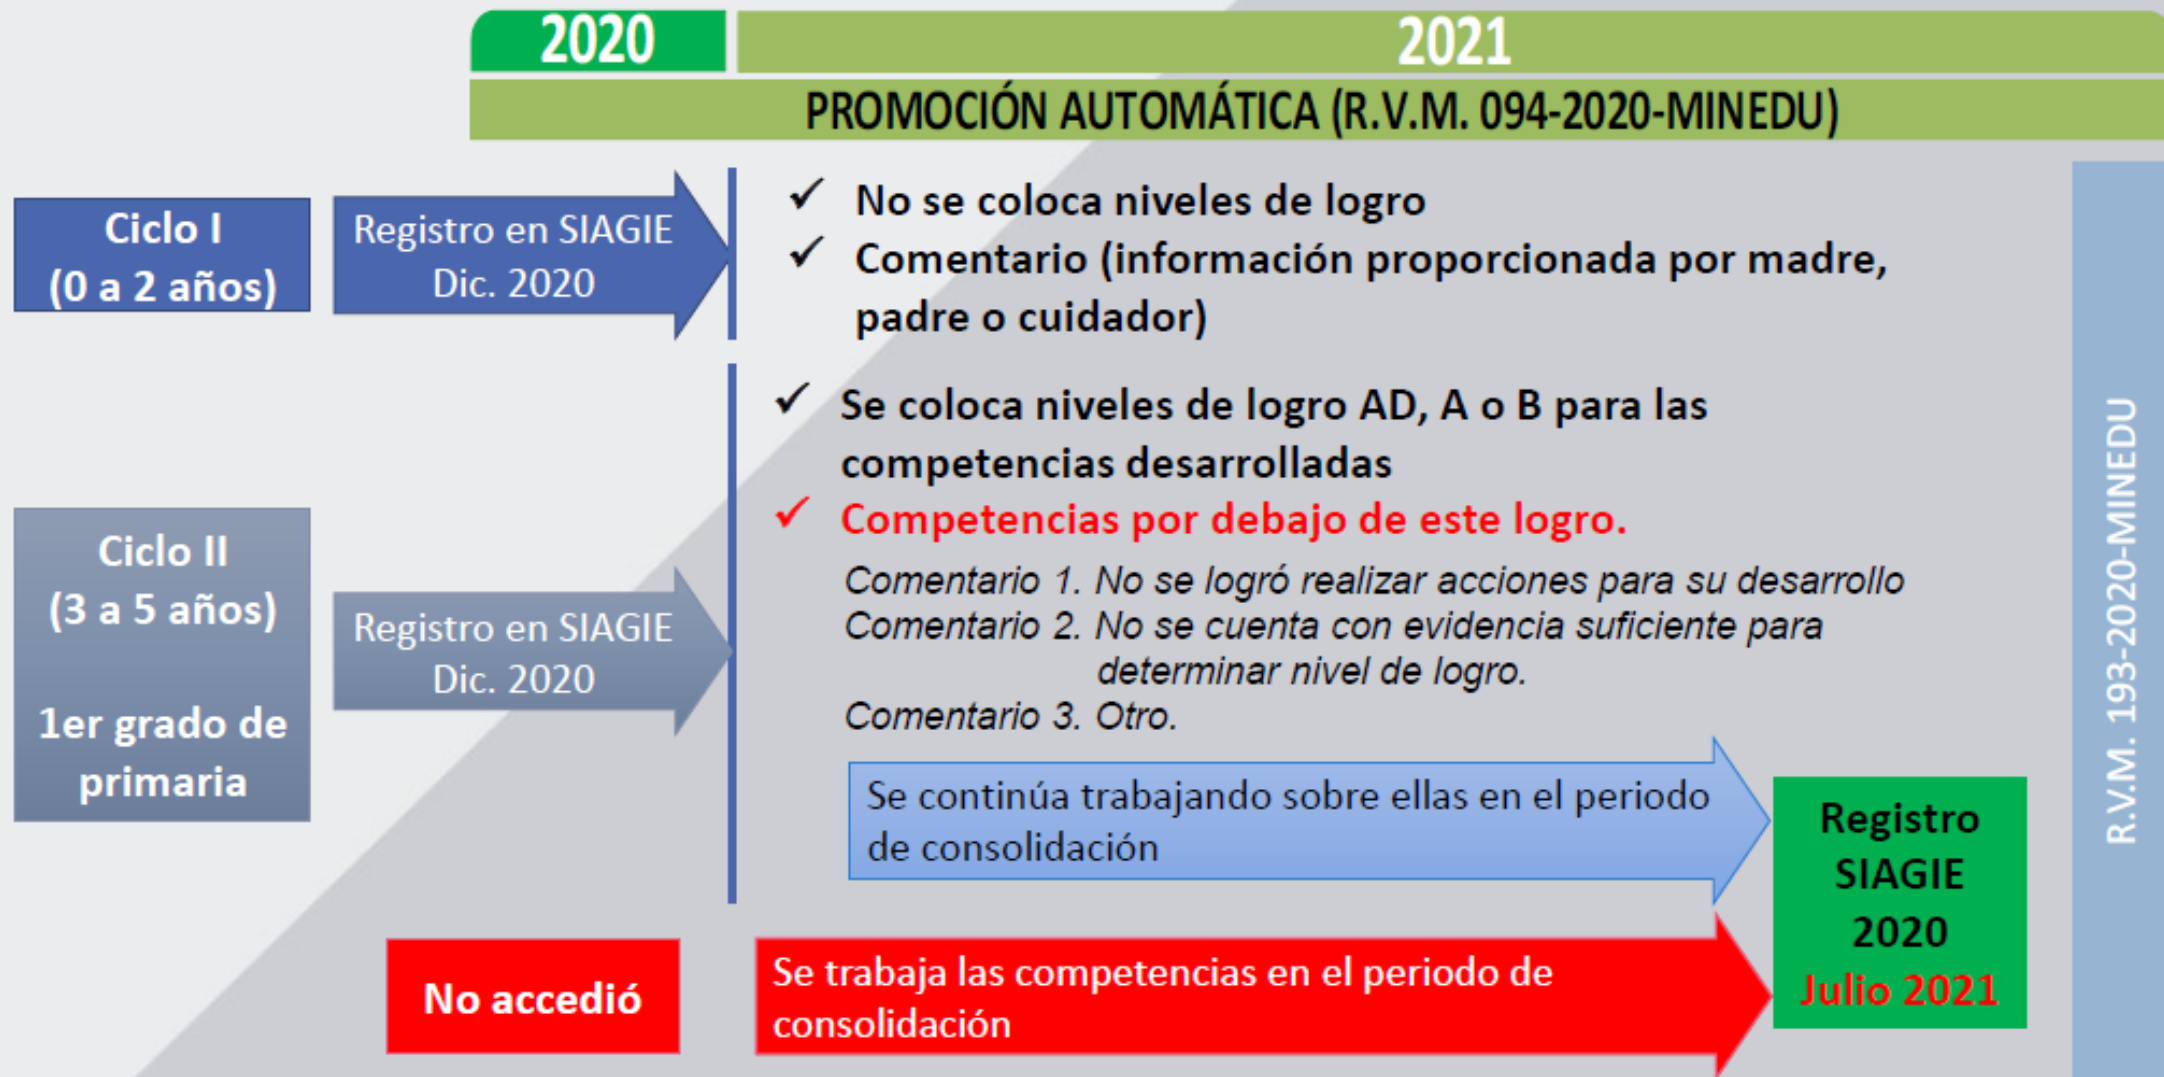 2020
2021
PROMOCIÓN AUTOMÁTICA (R.V.M. 094-2020-MINEDU)
Ciclo I
(0 a 2 años)
Registro en SIAGIE
Dic. 2020
✓ No se coloca niveles de logro
✓ Comentario (información proporcionada por madre,
padre o cuidador)
Ciclo II
(3 a 5 años)
1er grado de
primaria
Registro en SIAGIE
Dic. 2020
✓ Se coloca niveles de logro AD, A o B para las
competencias desarrolladas
✓ Competencias por debajo de este logro.
Comentario 1. No se logró realizar acciones para su desarrollo
Comentario 2. No se cuenta con evidencia suficiente para
determinar nivel de logro.
Comentario 3. Otro.
Se continúa trabajando sobre ellas en el periodo
de consolidación
No accedió
Se trabaja las competencias en el periodo de
consolidación
Registro
SIAGIE
2020
Julio 2021
R.V.M. 193-2020-MINEDU